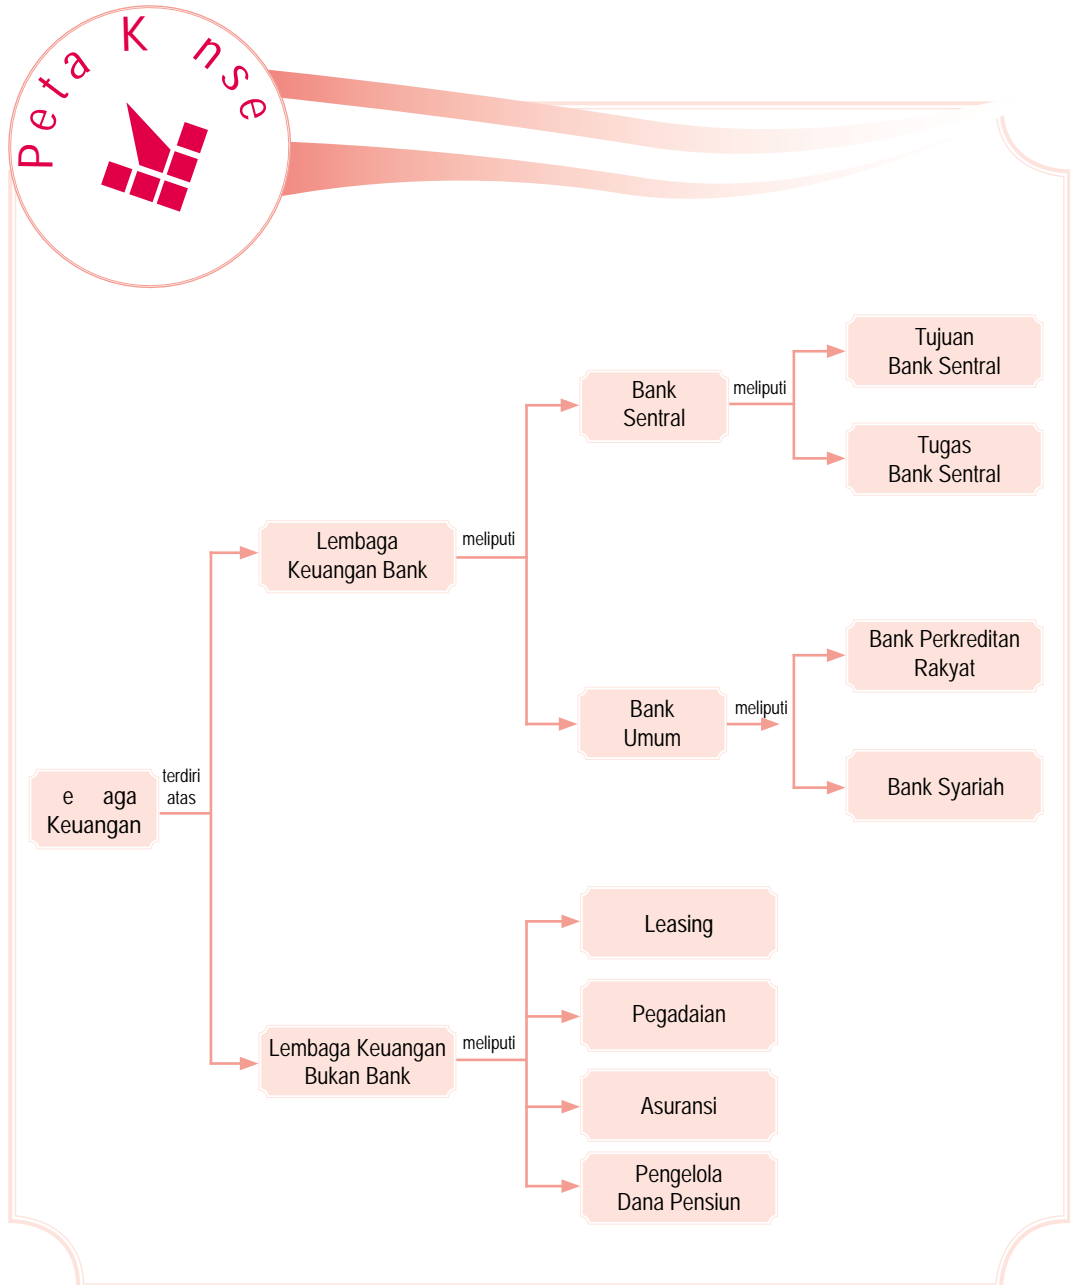 Peta K nse
Tujuan
Bank Sentral
Bank
Sentral
meliputi
Tugas
Bank Sentral
Lembaga
Keuangan Bank
meliputi
Bank Perkreditan
Rakyat
Bank
Umum
meliputi
Bank Syariah
terdiri
atas
e aga
Keuangan
Leasing
Pegadaian
Lembaga Keuangan
Bukan Bank
meliputi
Asuransi
Pengelola
Dana Pensiun